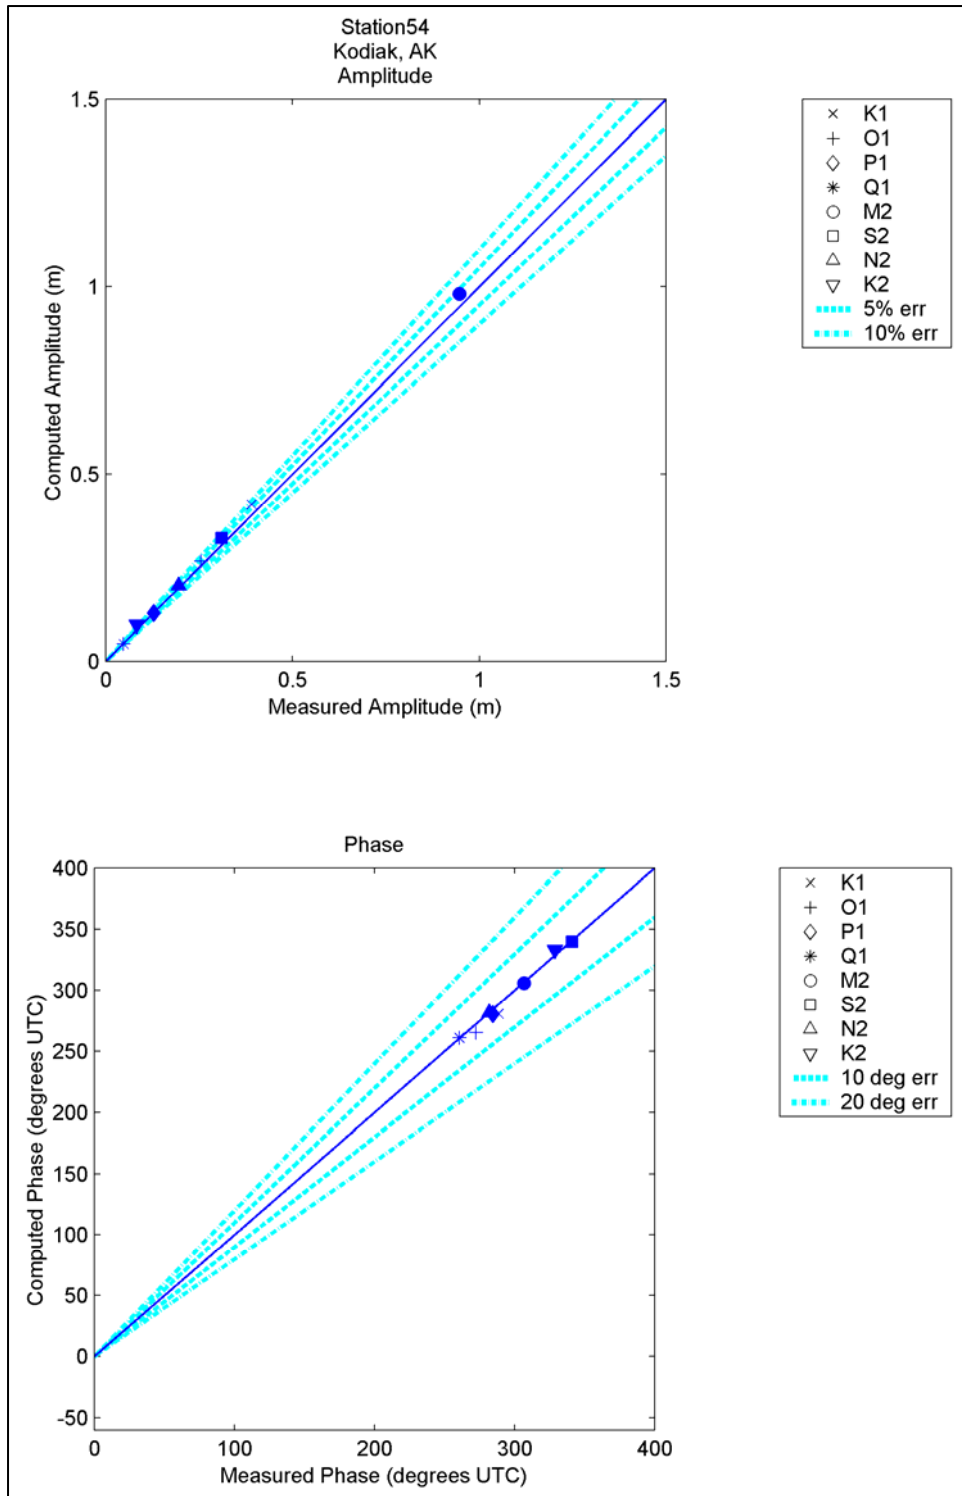 Station54
Kodiak, AK
Amplitude
1.5
1
0.5
0
0
0.5
1
1.5
Computed Amplitude (m)
Measured Amplitude (m)
K1
O1
P1
Q1
M2
S2
N2
K2
5% err
10% err
Phase
400
350
300
250
200
150
100
50
0
-50
0
100
200
300
400
Computed Phase (degrees UTC)
Measured Phase (degrees UTC)
K1
O1
P1
Q1
M2
S2
N2
K2
10 deg err
20 deg err